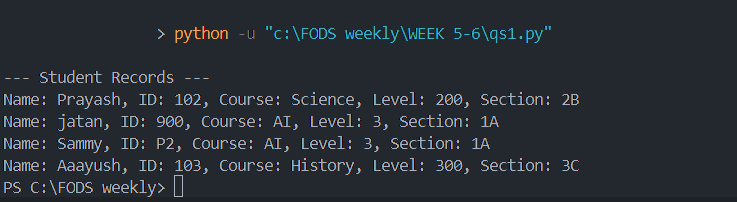 > python -u "c:\FODS weekly\WEEK 5-6\qs1.py"
--- Student Records ---
Name: Prayash, ID: 102, Course: Science, Level: 200, Section: 2B
Name: jatan, ID: 900, Course: AI, Level: 3, Section: 1A
Name: Sammy, ID: P2, Course: AI, Level: 3, Section: 1A
Name: Aaayush, ID: 103, Course: History, Level: 300, Section: 3C
PS C:\FODS weekly>